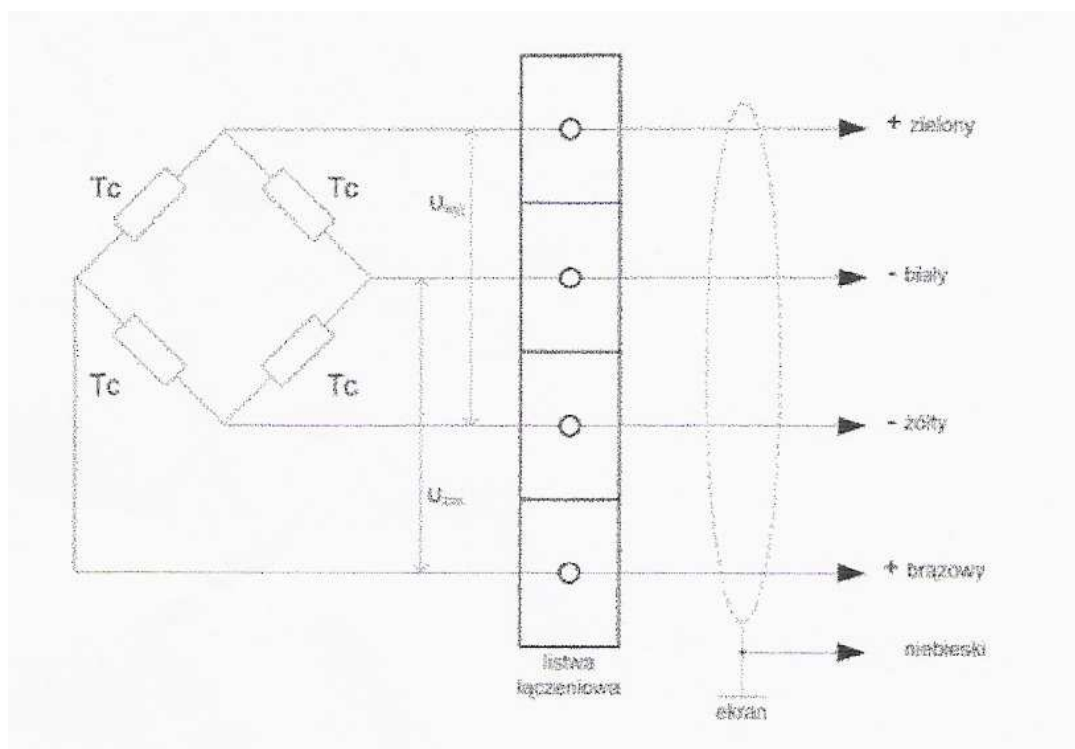 + zielony
Tc Tc
U
- biały
Tc Tc
- żółty
U
+ brązowy
niebieski
listwa
łączeniowa
ekran